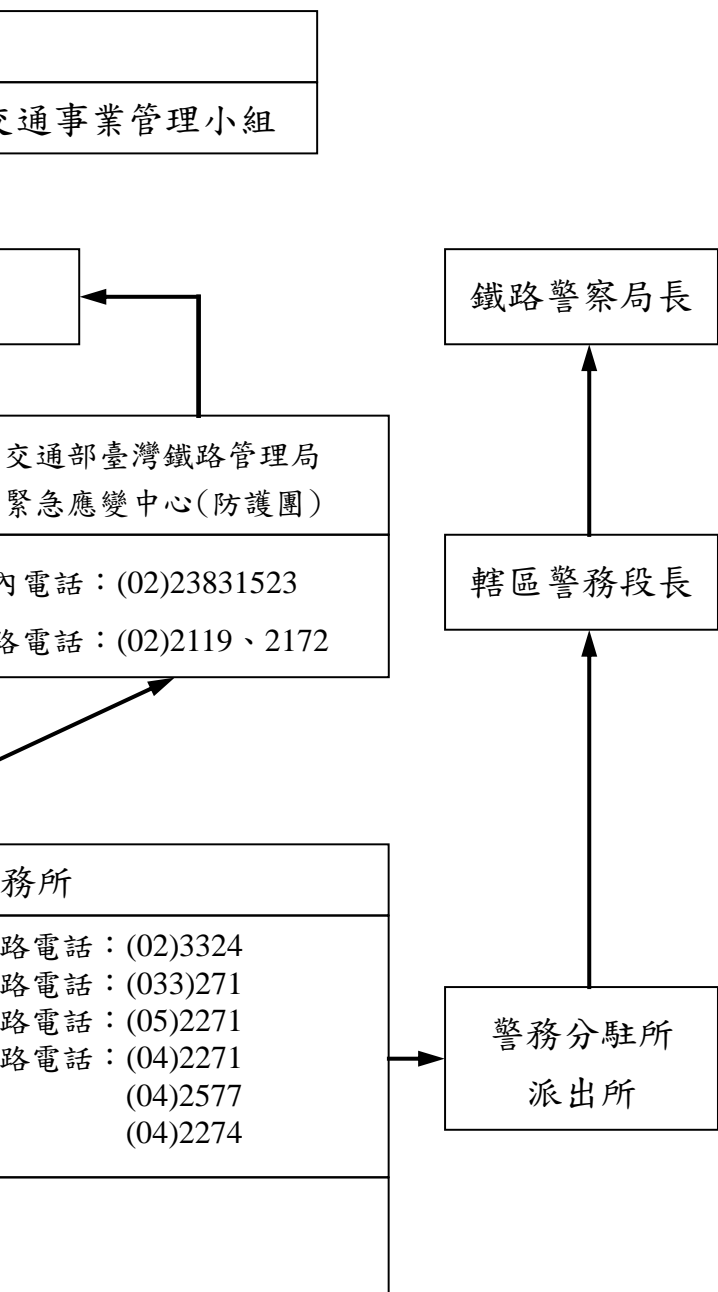 交通事業管理小組
鐵路警察局長
交通部臺灣鐵路管理局
緊急應變中心(防護團)
內電話：(02)23831523
路電話：(02)2119、2172
轄區警務段長
務所
路電話：(02)3324
路電話：(033)271
路電話：(05)2271
路電話：(04)2271
(04)2577
(04)2274
警務分駐所
派出所